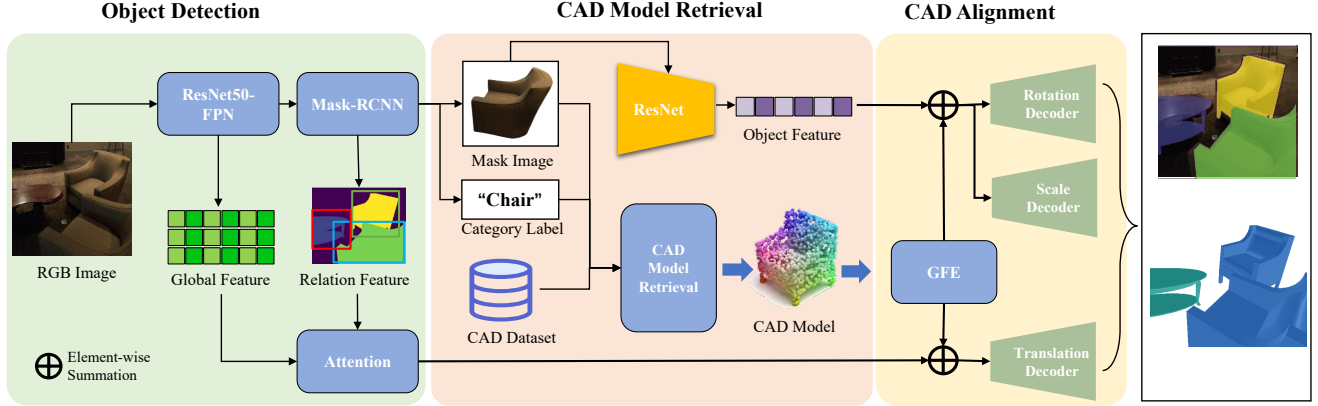 Object Detection
CAD Model Retrieval
CAD Alignment
ResNet50-
FPN
Mask-RCNN
RGB Image
Global Feature
Relation Feature
Attention
Element-wise
Summation
Mask Image
“Chair”
Category Label
CAD Dataset
ResNet
Object Feature
CAD
Model
Retrieval
CAD Model
GFE
Rotation
Decoder
Scale
Decoder
Translation
Decoder